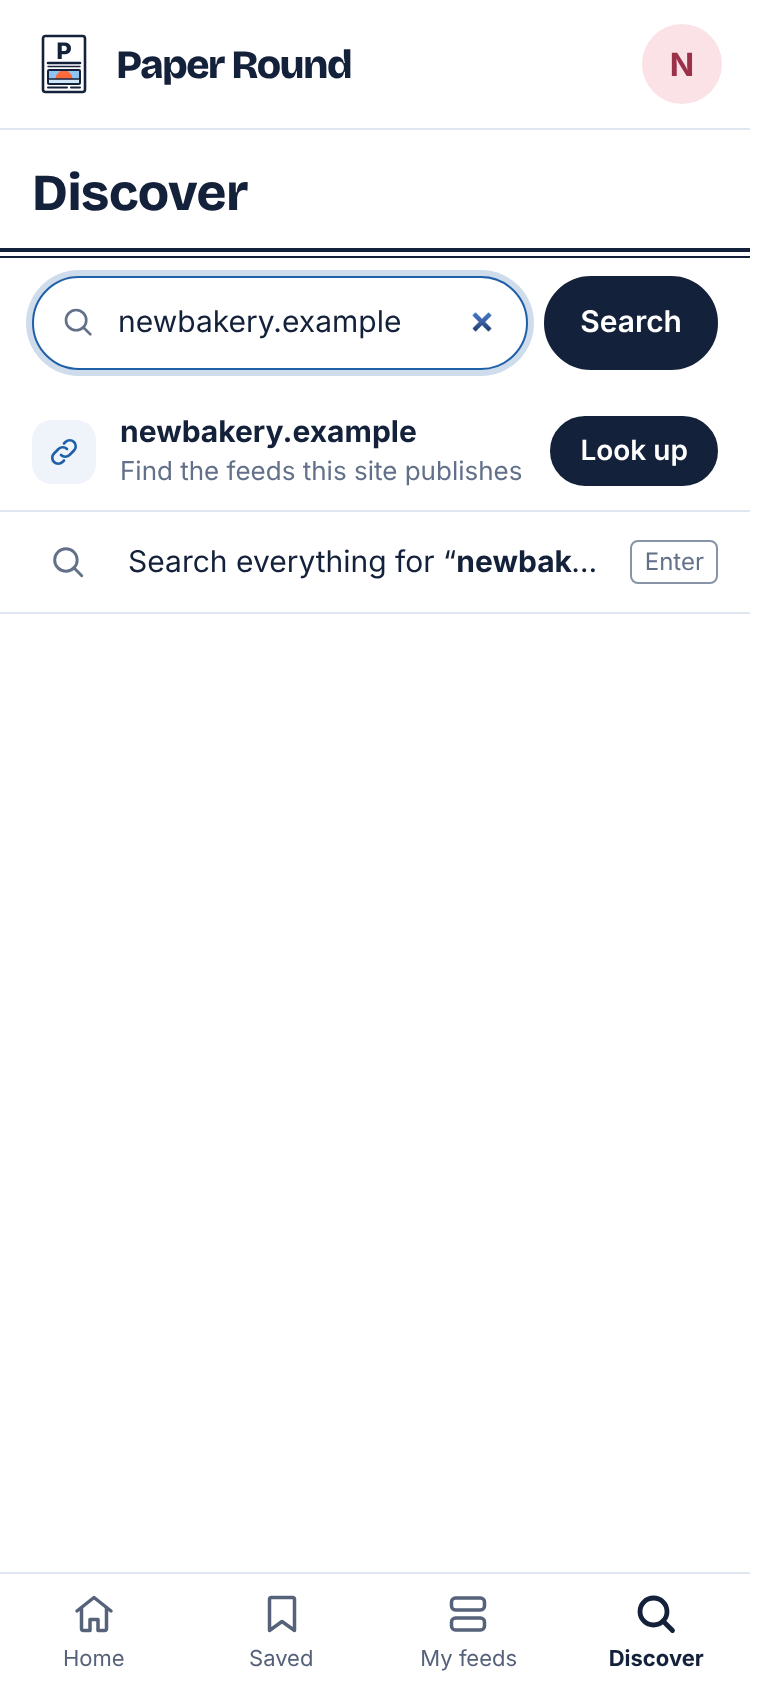 P
Paper Round
N
Discover
newbakery.example
Search
newbakery.example
Find the feeds this site publishes
Look up
Search everything for “newbak...
Enter
Home
Saved
My feeds
Discover